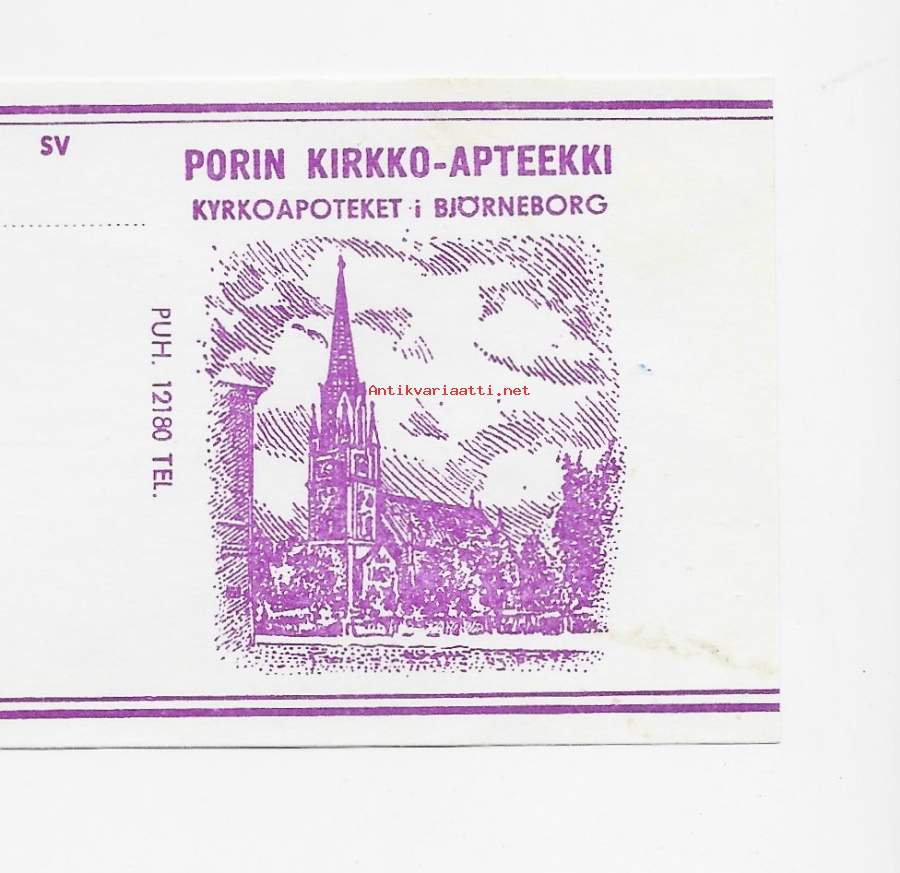 SV
PORIN KIRKKO-APTEEKKI
KYRKOAPOTEKET i BJÖRNEBORG
PUH. 12180 TEL.
Antikvariaatti.net